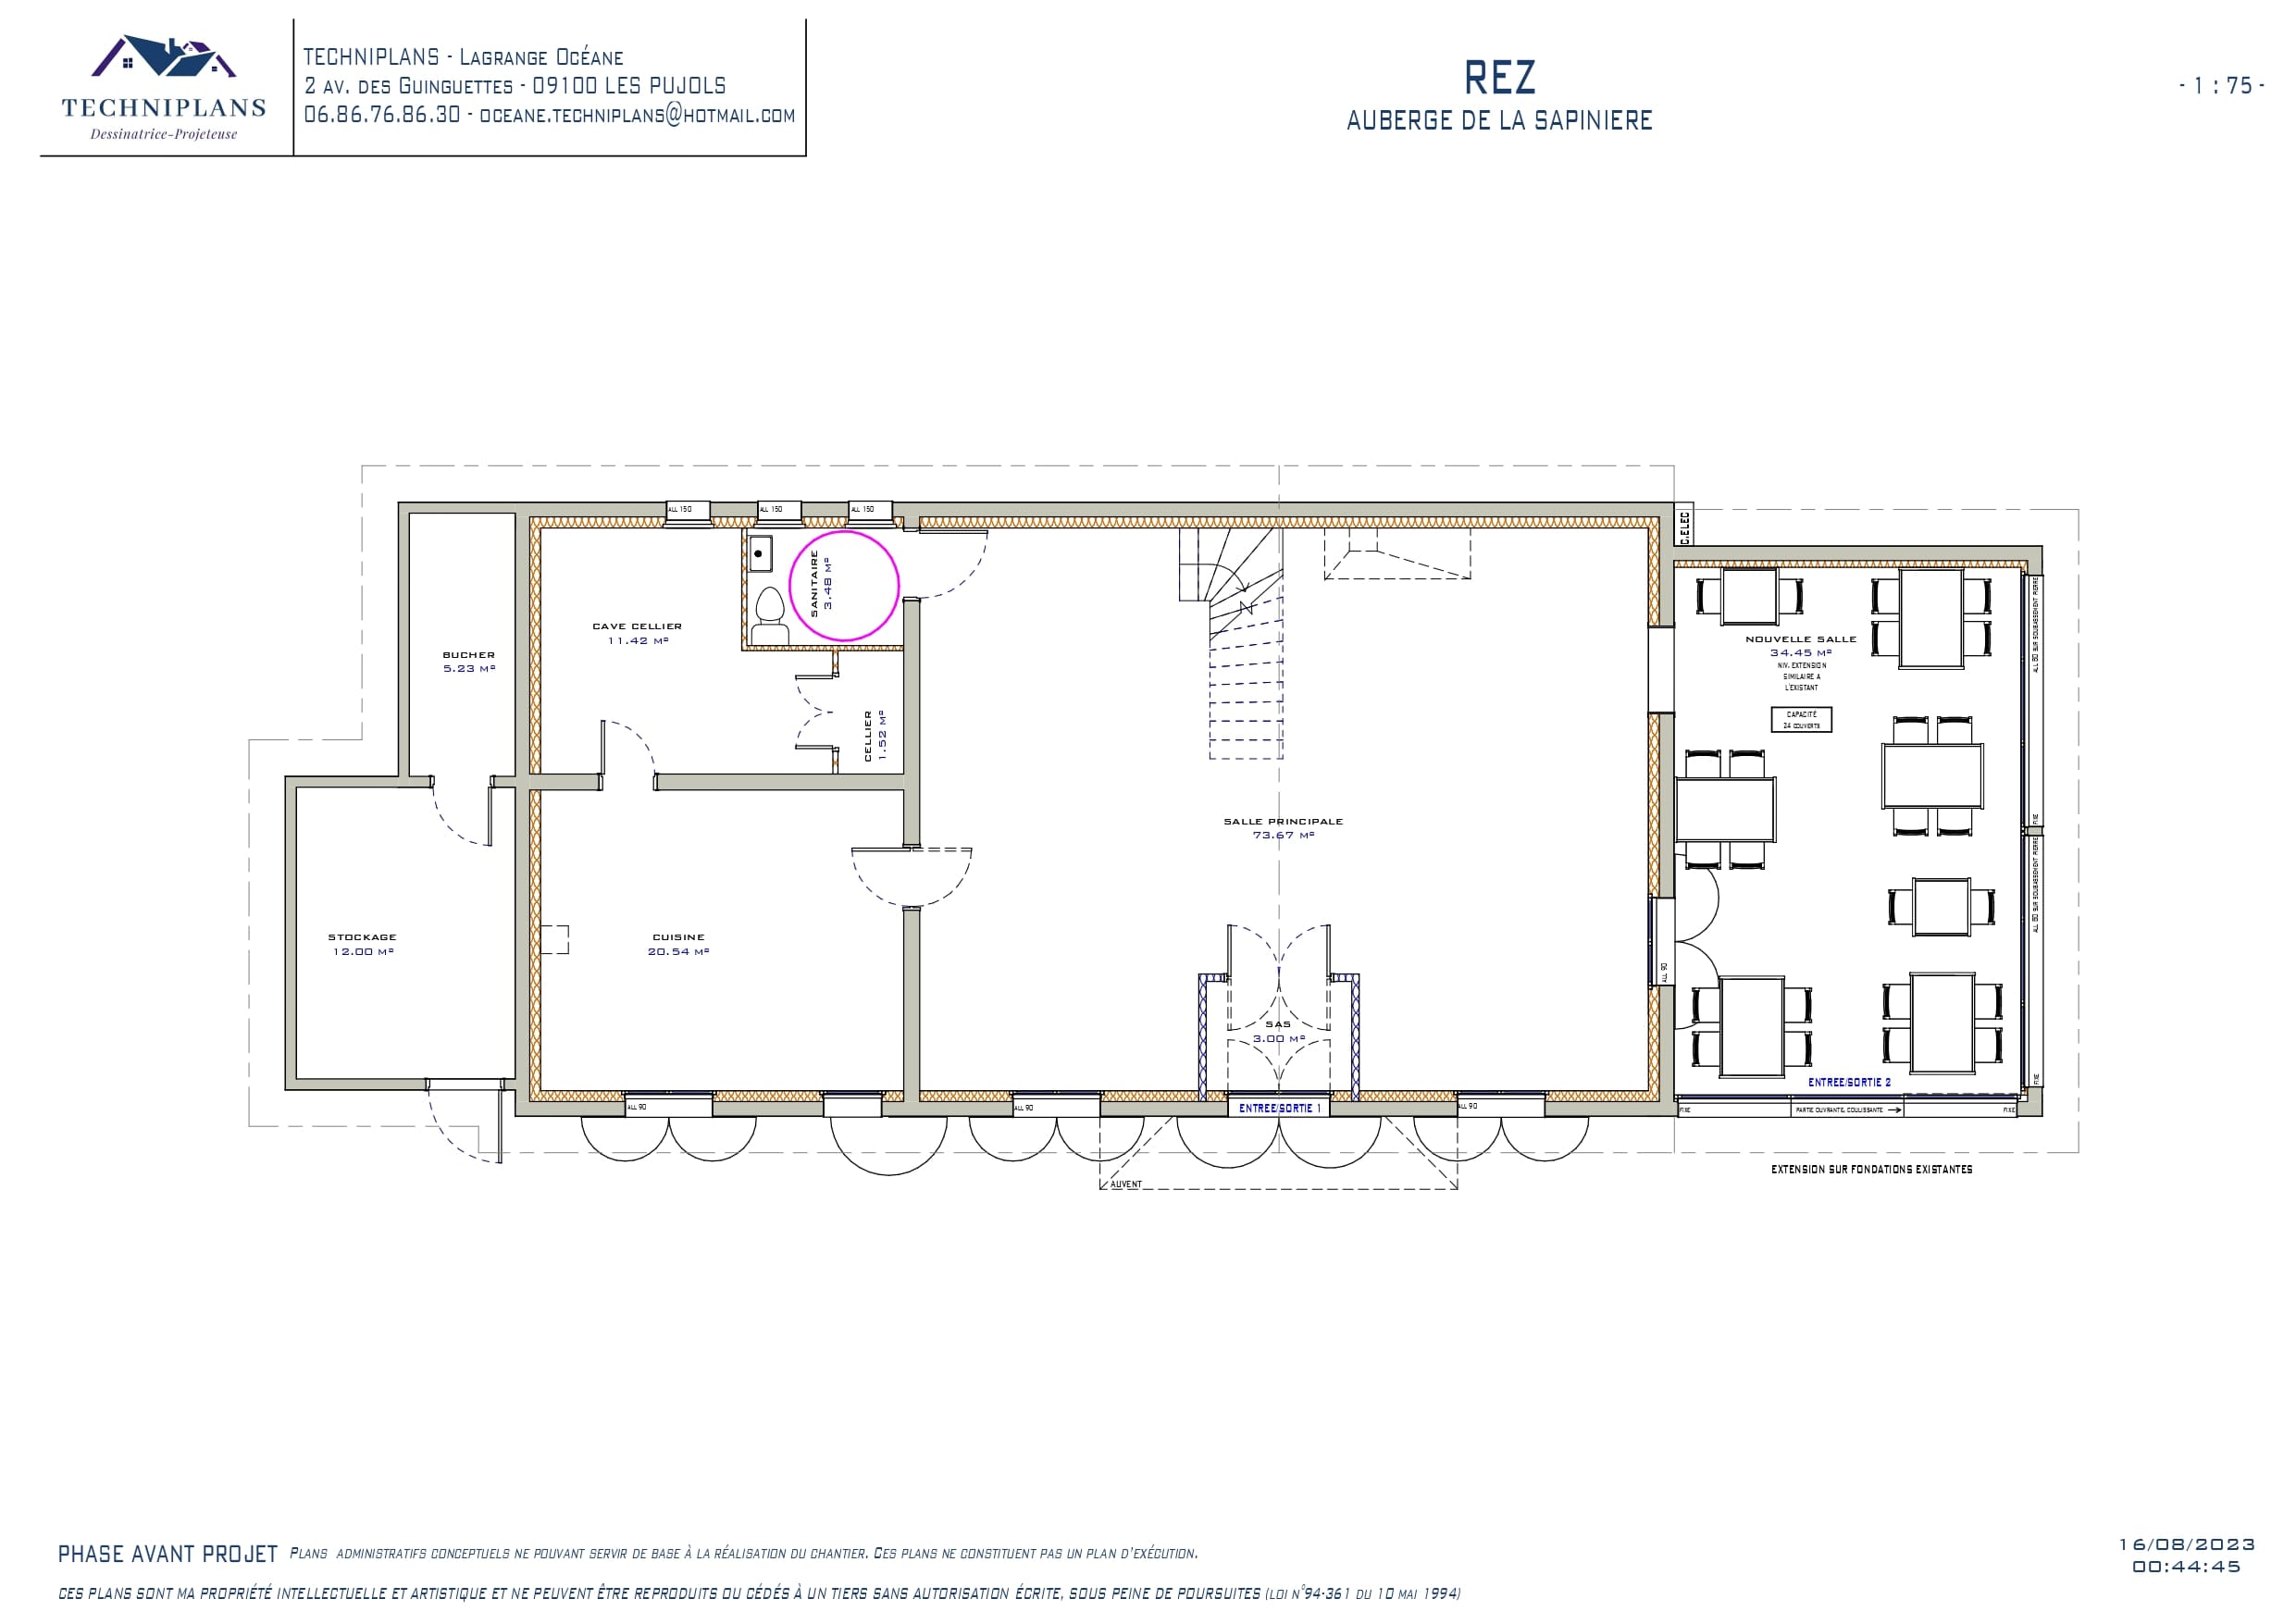 TECHNIPLANS
Dessinatrice-Projeteuse
TECHNIPLANS - Lagrange Océane
2 av. des Guinguettes - 09100 LES PUJOLS
06.86.76.86.30 - oceane.techniplans@hotmail.com
REZ
AUBERGE DE LA SAPINIERE
- 1 : 75 -
ALL 150
ALL 150
ALL 150
C.ELEC
SANITAIRE
3.48 M²
CAVE CELLIER
11.42 M²
BUCHER
5.23 M²
CELLIER
1.52 M²
NOUVELLE SALLE
34.45 M²
NIV. EXTENSION
SIMILAIRE A
L'EXISTANT
CAPACITÉ
24 COUVERTS
ALL 60 SUR SOUBASSEMENT PIERRE
FIXE
ALL 60 SUR SOUBASSEMENT PIERRE
FIXE
SALLE PRINCIPALE
73.67 M²
STOCKAGE
12.00 M²
CUISINE
20.54 M²
ALL 90
SAS
3.00 M²
ENTREE/SORTIE 2
ALL 90
ALL 90
ENTREE/SORTIE 1
ALL 90
FIXE
PARTIE OUVRANTE, COULISSANTE
FIXE
AUVENT
EXTENSION SUR FONDATIONS EXISTANTES
PHASE AVANT PROJET Plans administratifs conceptuels ne pouvant servir de base à la réalisation du chantier. Ces plans ne constituent pas un plan d'exécution.
CES PLANS SONT MA PROPRIÉTÉ INTELLECTUELLE ET ARTISTIQUE ET NE PEUVENT ÊTRE REPRODUITS OU CÉDÉS À UN TIERS SANS AUTORISATION ÉCRITE, SOUS PEINE DE POURSUITES (LOI N°94-361 DU 10 MAI 1994)
16/08/2023
00:44:45